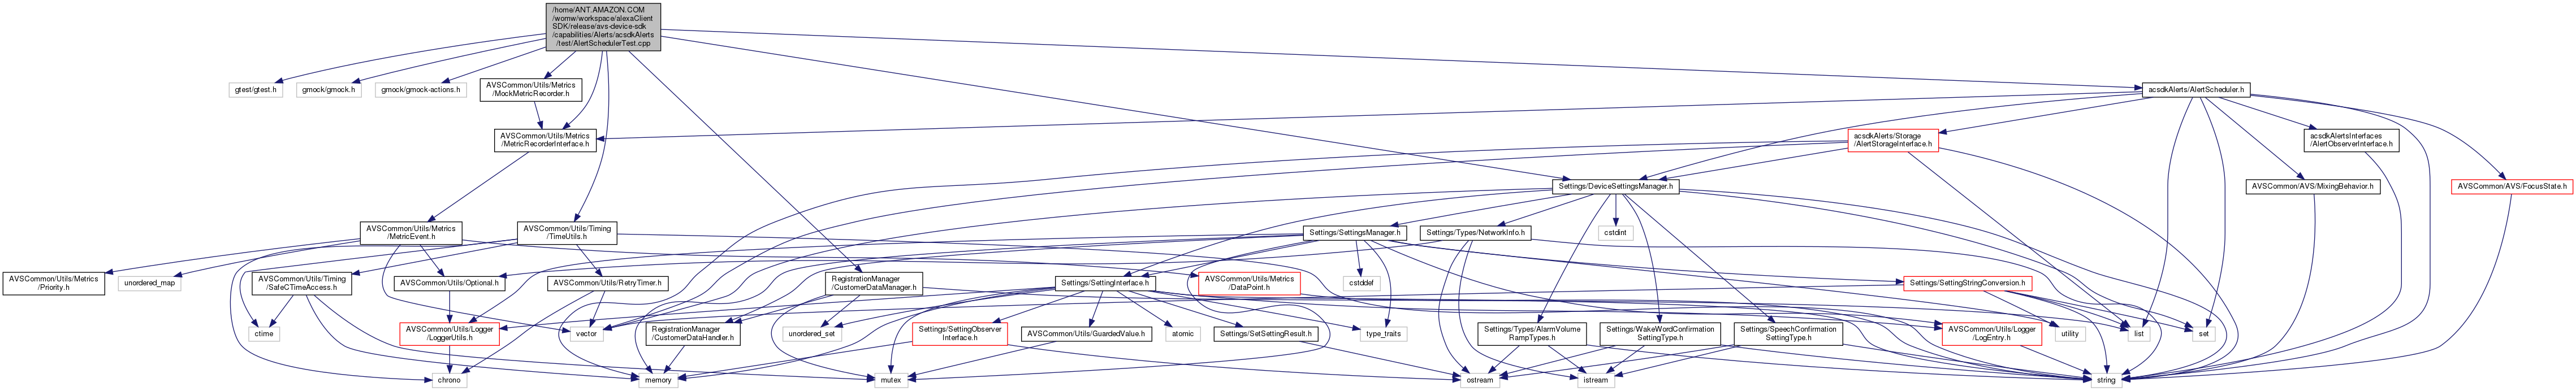 /home/ANT.AMAZON.COM
/womw/workspace/alexaClient
SDK/release/avs-device-sdk
/capabilities/Alerts/acsdkAlerts
/test/AlertSchedulerTest.cpp
gtest/gtest.h
gmock/gmock.h
gmock/gmock-actions.h
AVSCommon/Utils/Metrics
/MockMetricRecorder.h
acsdkAlerts/AlertScheduler.h
AVSCommon/Utils/Metrics
/MetricRecorderInterface.h
acsdkAlerts/Storage
/AlertStorageInterface.h
acsdkAlertsInterfaces
/AlertObserverInterface.h
Settings/DeviceSettingsManager.h
AVSCommon/AVS/MixingBehavior.h
AVSCommon/AVS/FocusState.h
AVSCommon/Utils/Metrics
/MetricEvent.h
AVSCommon/Utils/Timing
/TimeUtils.h
Settings/SettingsManager.h
Settings/Types/NetworkInfo.h
cstdint
AVSCommon/Utils/Metrics
/Priority.h
unordered_map
AVSCommon/Utils/Timing
/SafeCTimeAccess.h
AVSCommon/Utils/Optional.h
AVSCommon/Utils/RetryTimer.h
RegistrationManager
/CustomerDataManager.h
Settings/SettingInterface.h
AVSCommon/Utils/Metrics
/DataPoint.h
cstddef
Settings/SettingStringConversion.h
ctime
AVSCommon/Utils/Logger
/LoggerUtils.h
vector
RegistrationManager
/CustomerDataHandler.h
unordered_set
Settings/SettingObserver
Interface.h
AVSCommon/Utils/GuardedValue.h
atomic
Settings/SetSettingResult.h
type_traits
Settings/Types/AlarmVolume
RampTypes.h
Settings/WakeWordConfirmation
SettingType.h
Settings/SpeechConfirmation
SettingType.h
AVSCommon/Utils/Logger
/LogEntry.h
utility
list
set
chrono
memory
mutex
ostream
istream
string